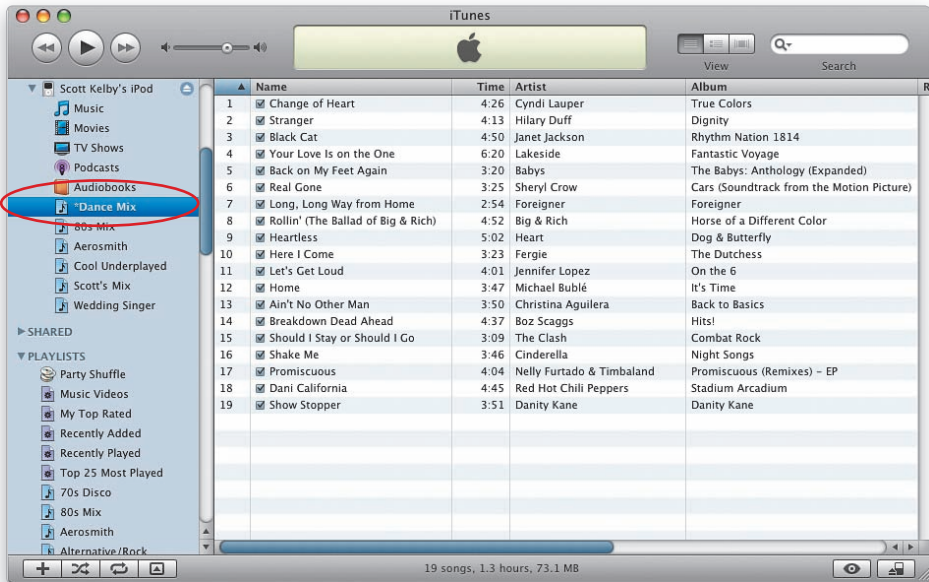 iTunes
View
Search
Scott Kelby's iPod
Music
Movies
TV Shows
Podcasts
Audiobooks
*Dance Mix
80s Mix
Aerosmith
Cool Underplayed
Scott's Mix
Wedding Singer
SHARED
PLAYLISTS
Party Shuffle
Music Videos
My Top Rated
Recently Added
Recently Played
Top 25 Most Played
70s Disco
80s Mix
Aerosmith
Alternative/Rock
Name Time Artist Album R
1 Change of Heart 4:26 Cyndi Lauper True Colors
2 Stranger 4:13 Hilary Duff Dignity
3 Black Cat 4:50 Janet Jackson Rhythm Nation 1814
4 Your Love Is on the One 6:20 Lakeside Fantastic Voyage
5 Back on My Feet Again 3:20 Babys The Babys: Anthology (Expanded)
6 Real Gone 3:25 Sheryl Crow Cars (Soundtrack from the Motion Picture)
7 Long, Long Way from Home 2:54 Foreigner Foreigner
8 Rollin' (The Ballad of Big & Rich) 4:52 Big & Rich Horse of a Different Color
9 Heartless 5:02 Heart Dog & Butterfly
10 Here I Come 3:23 Fergie The Dutchess
11 Let's Get Loud 4:01 Jennifer Lopez On the 6
12 Home 3:47 Michael Bublé It's Time
13 Ain't No Other Man 3:50 Christina Aguilera Back to Basics
14 Breakdown Dead Ahead 4:37 Boz Scaggs Hits!
15 Should I Stay or Should I Go 3:09 The Clash Combat Rock
16 Shake Me 3:46 Cinderella Night Songs
17 Promiscuous 4:04 Nelly Furtado & Timbaland Promiscuous (Remixes) – EP
18 Dani California 4:45 Red Hot Chili Peppers Stadium Arcadium
19 Show Stopper 3:51 Danity Kane Danity Kane
19 songs, 1.3 hours, 73.1 MB